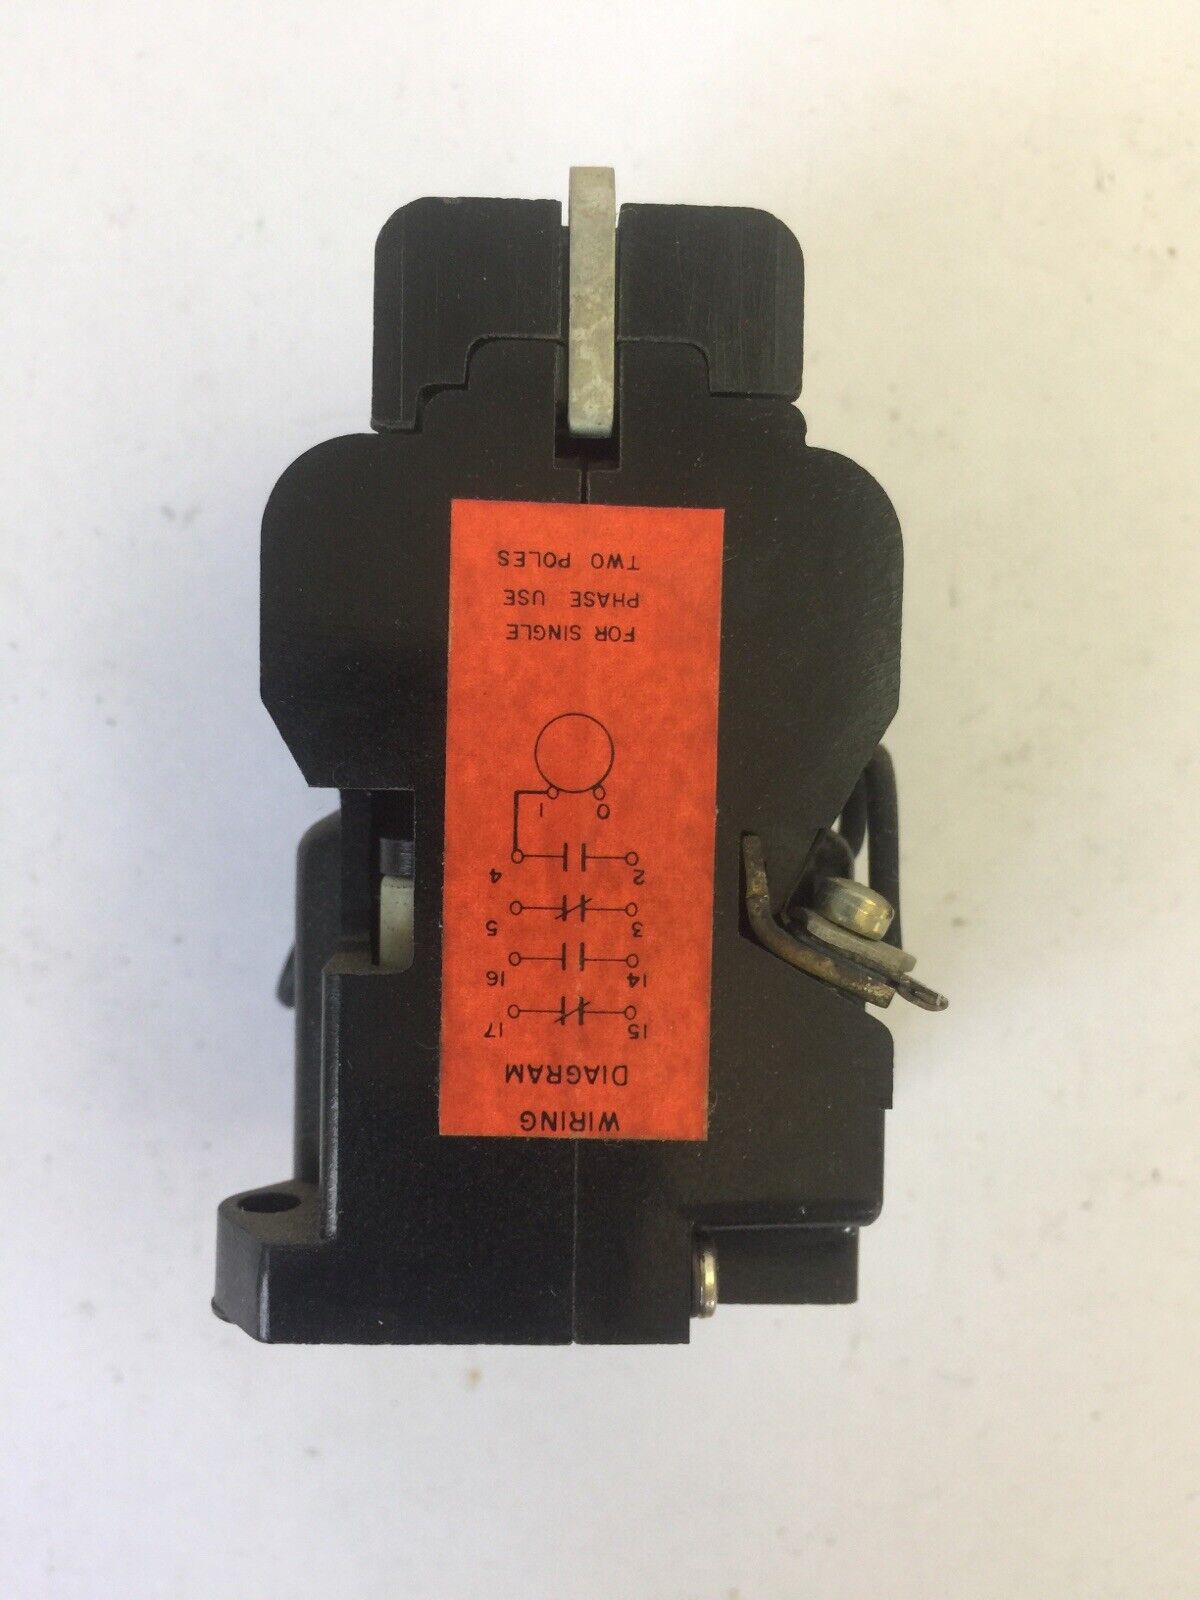 WIRING
DIAGRAM
15 17
14 16
3 5
2 4
0 1
FOR SINGLE
PHASE USE
TWO POLES